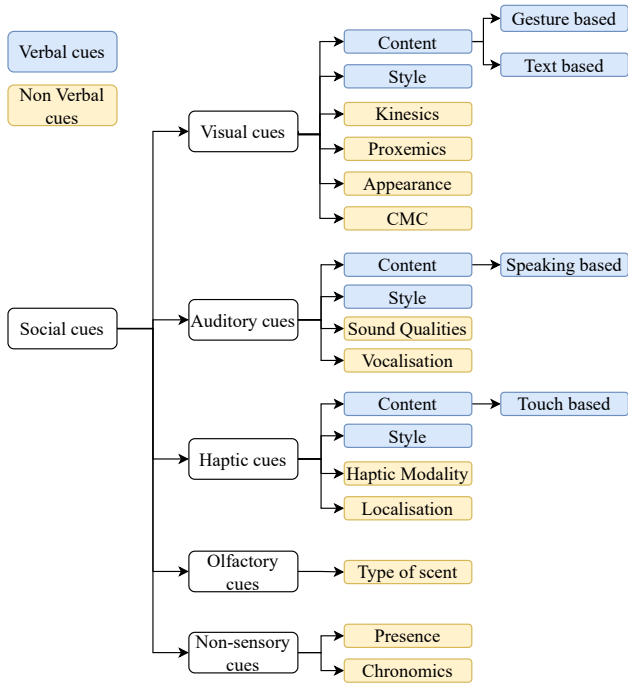 Verbal cues
Non Verbal
cues
Social cues
Visual cues
Content
Gesture based
Text based
Style
Kinesics
Proxemics
Appearance
CMC
Auditory cues
Content
Speaking based
Style
Sound Qualities
Vocalisation
Haptic cues
Content
Touch based
Style
Haptic Modality
Localisation
Olfactory
cues
Type of scent
Non-sensory
cues
Presence
Chronomics